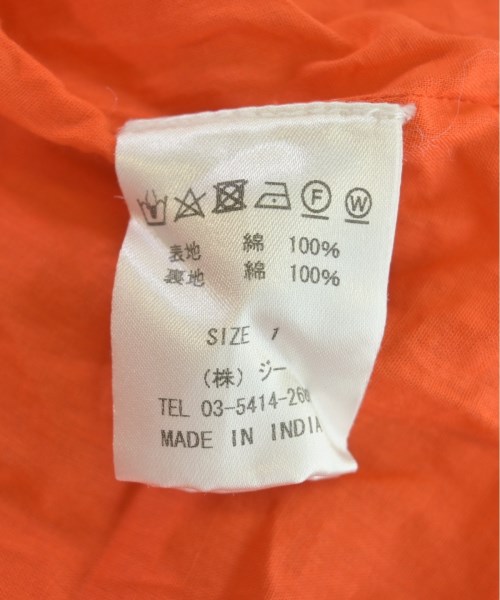 F W
表地 綿 100%
裏地 綿 100%
SIZE 1
(株) ジー
TEL 03-5414-26
MADE IN INDIA